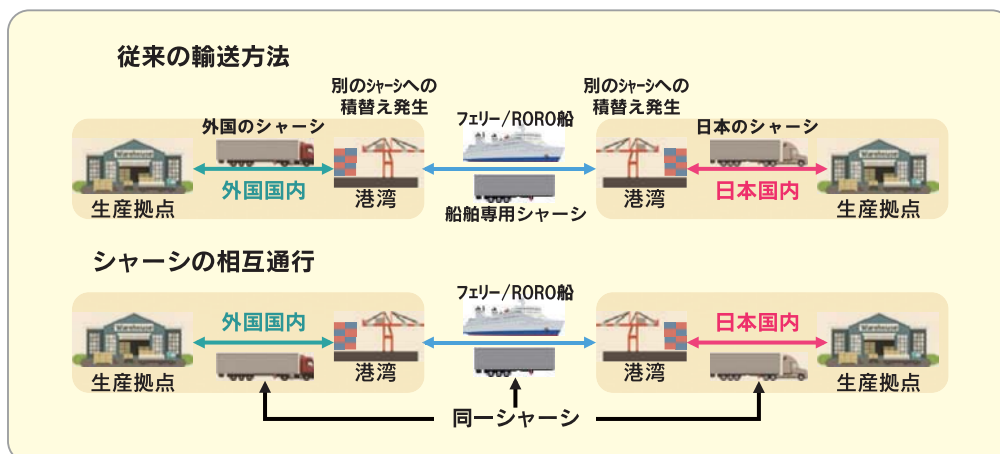 従来の輸送方法
別のシャーシへの
積替え発生
別のシャーシへの
積替え発生
外国のシャーシ
フェリー/RORO船
日本のシャーシ
Warehouse
Warehouse
外国国内
日本国内
生産拠点
港湾
船舶専用シャーシ
港湾
生産拠点
シャーシの相互通行
フェリー/RORO船
外国国内
日本国内
Warehouse
Warehouse
生産拠点
港湾
港湾
生産拠点
同一シャーシ